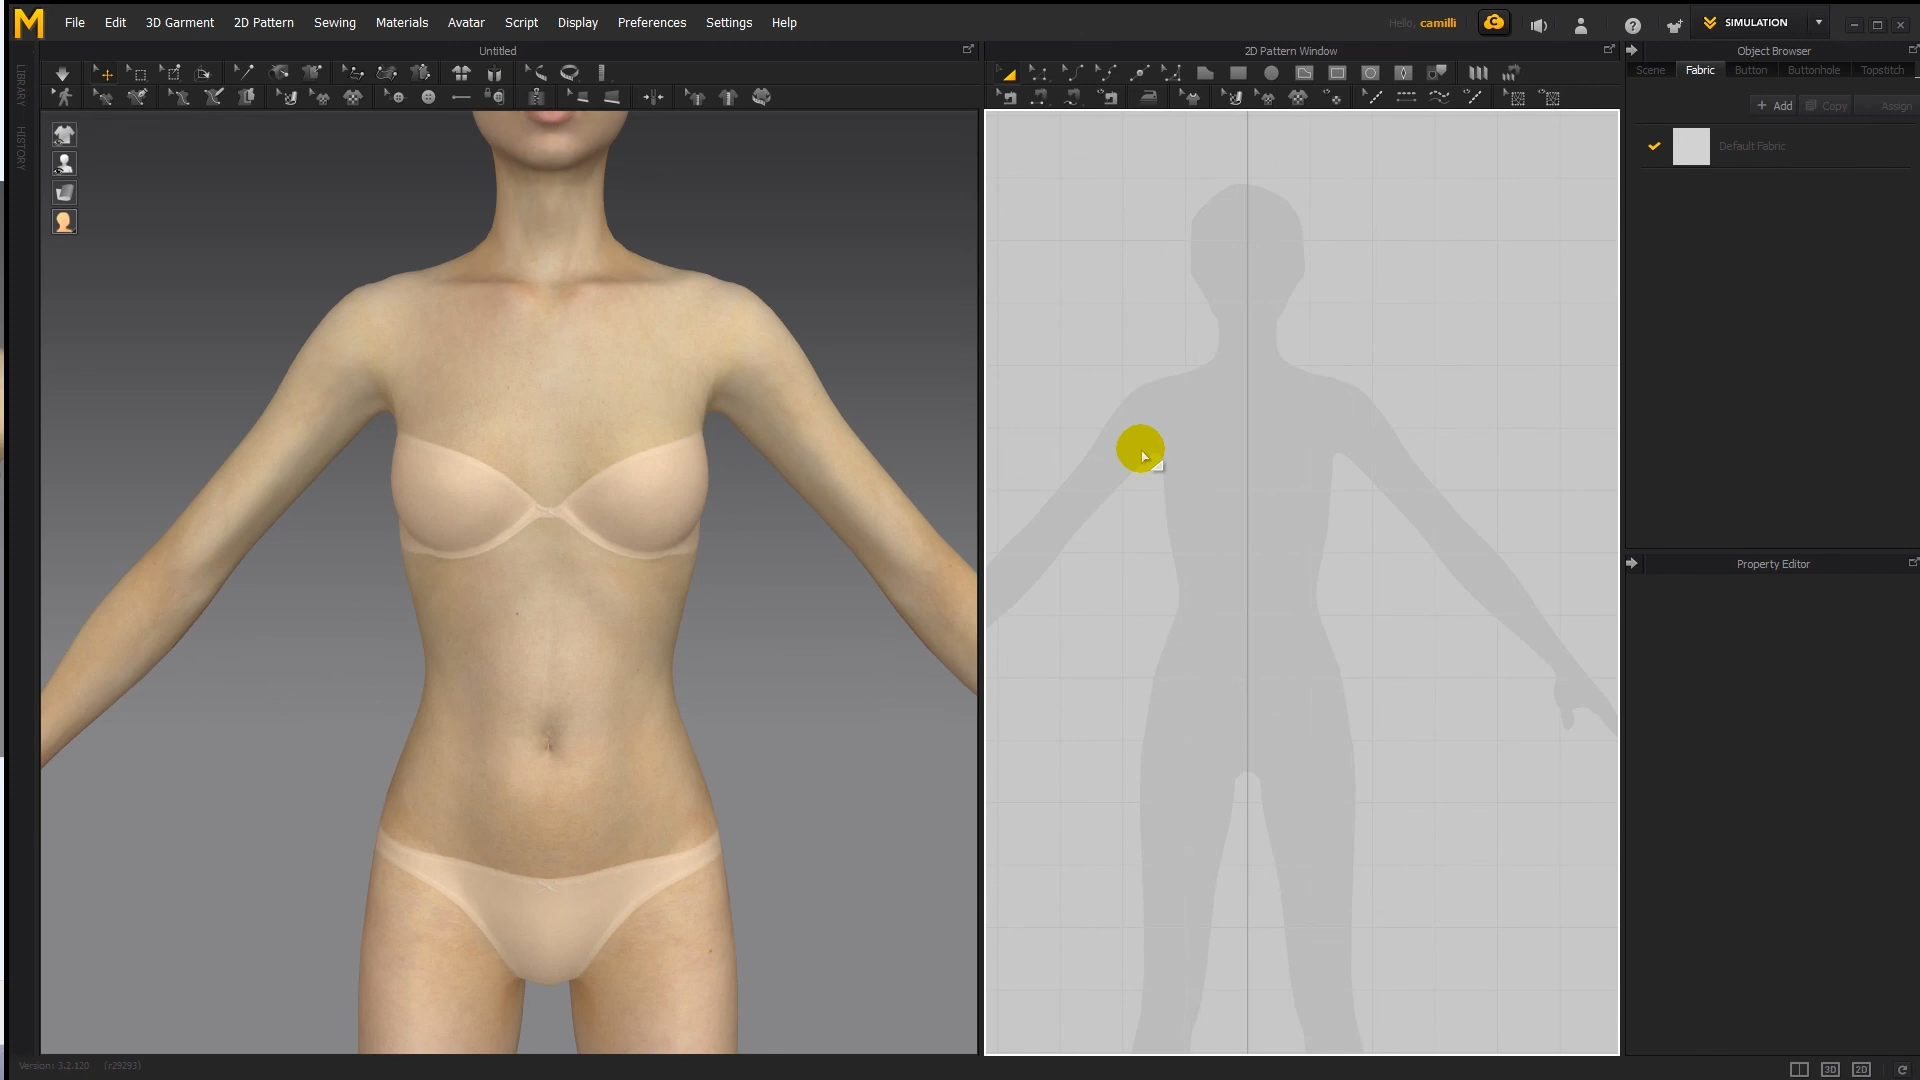 M File Edit 3D Garment 2D Pattern Sewing Materials Avatar Script Display Preferences Settings Help Hello, camilli C ? SIMULATION
Untitled 2D Pattern Window Object Browser
Scene Fabric Button Buttonhole Topstitch
+ Add Copy Assign
Default Fabric
LIBRARY
HISTORY
Property Editor
Version: 3.2.120 (r29293)
3D 2D